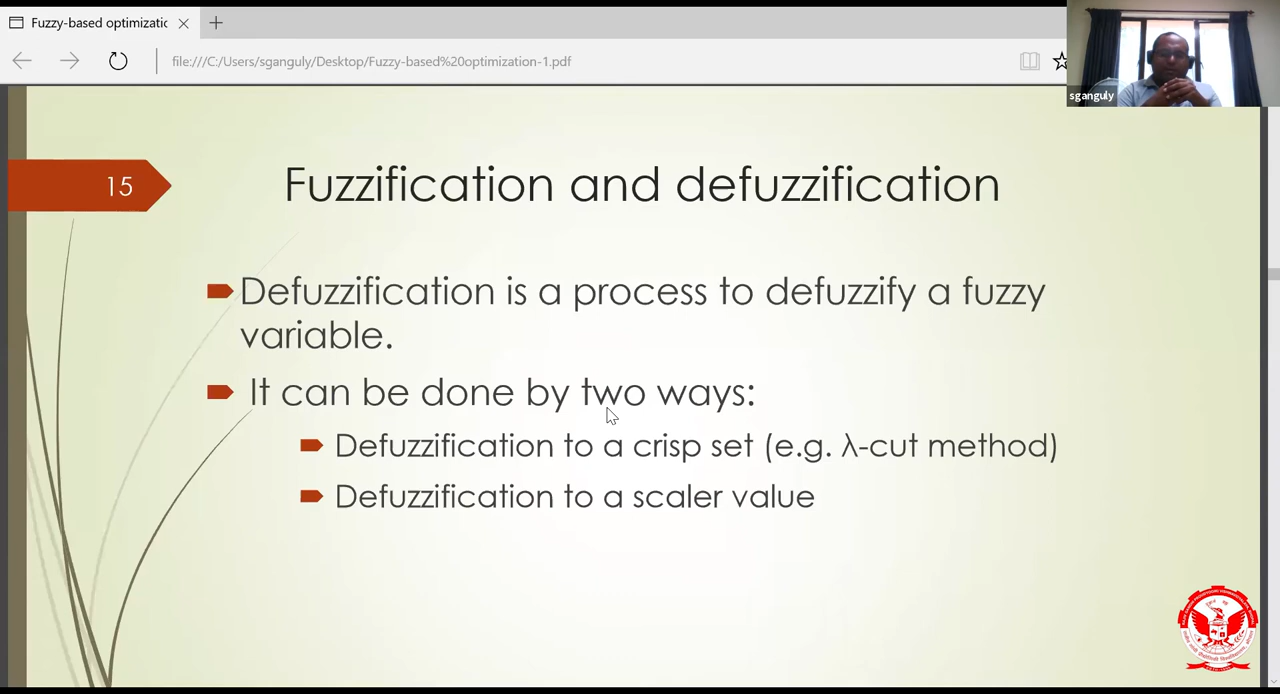 Fuzzy-based optimizatic
file:///C:/Users/sganguly/Desktop/Fuzzy-based%20optimization-1.pdf
sganguly
15
Fuzzification and defuzzification
Defuzzification is a process to defuzzify a fuzzy
variable.
It can be done by two ways:
Defuzzification to a crisp set (e.g. λ-cut method)
Defuzzification to a scaler value